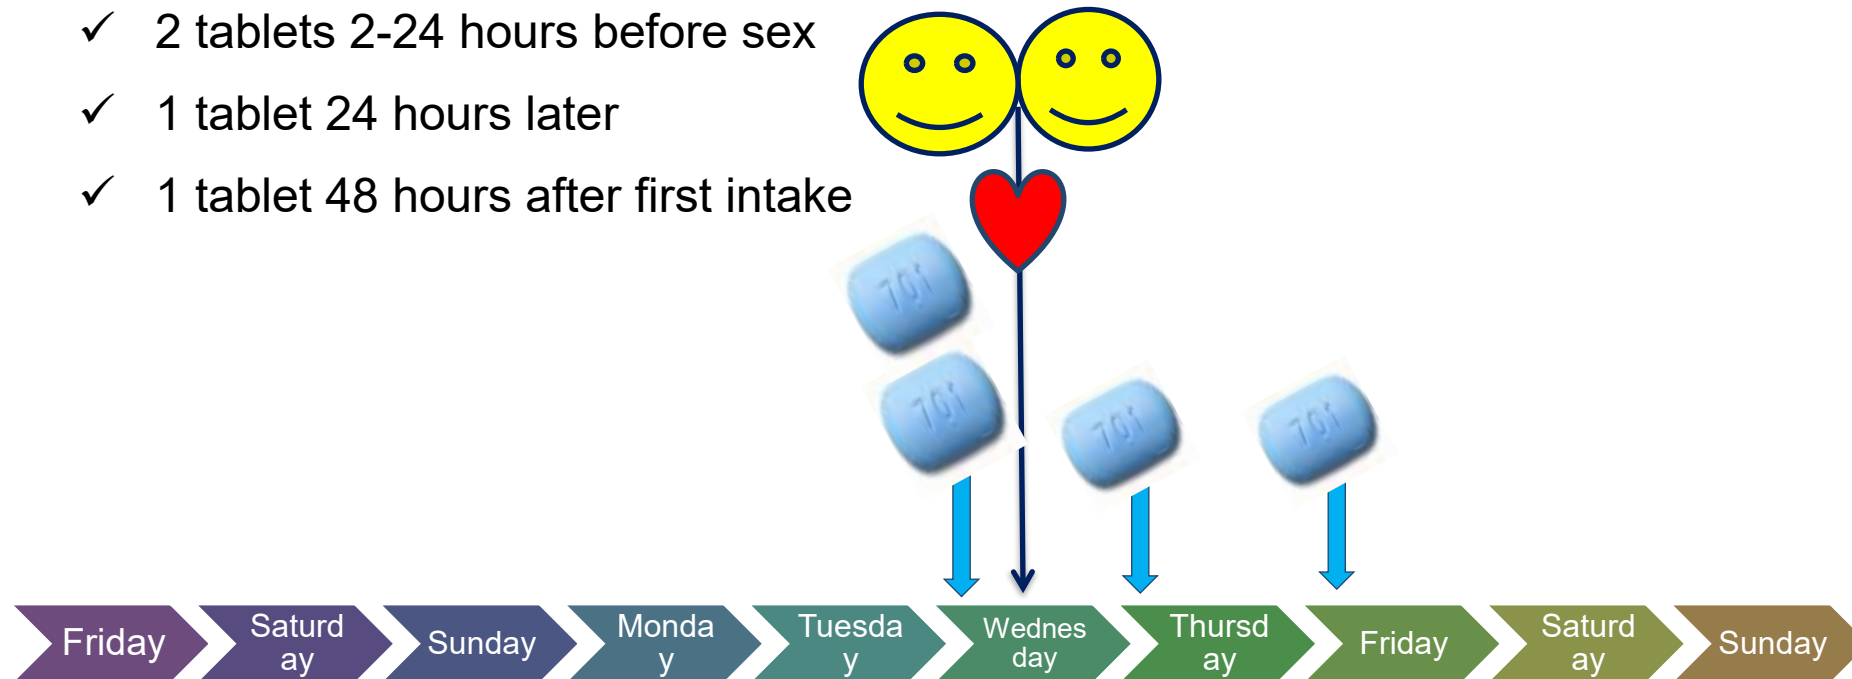 ✓ 2 tablets 2-24 hours before sex
✓ 1 tablet 24 hours later
✓ 1 tablet 48 hours after first intake
701
701
701
701
Friday
Saturd
ay
Sunday
Monda
y
Tuesda
y
Wednes
day
Thursd
ay
Friday
Saturd
ay
Sunday